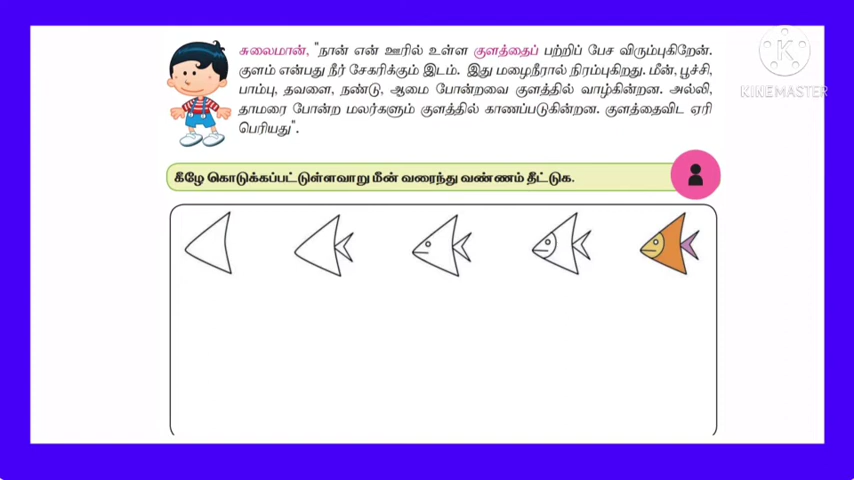 சுலைமான், "நான் என் ஊரில் உள்ள குளத்தைப் பற்றிப் பேச விரும்புகிறேன்.
குளம் என்பது நீர் சேகரிக்கும் இடம். இது மழைநீரால் நிரம்புகிறது. மீன், பூச்சி,
பாம்பு, தவளை, நண்டு, ஆமை போன்றவை குளத்தில் வாழ்கின்றன. அல்லி,
தாமரை போன்ற மலர்களும் குளத்தில் காணப்படுகின்றன. குளத்தைவிட ஏரி
பெரியது".
K
KINEMASTER
கீழே கொடுக்கப்பட்டுள்ளவாறு மீன் வரைந்து வண்ணம் தீட்டுக.